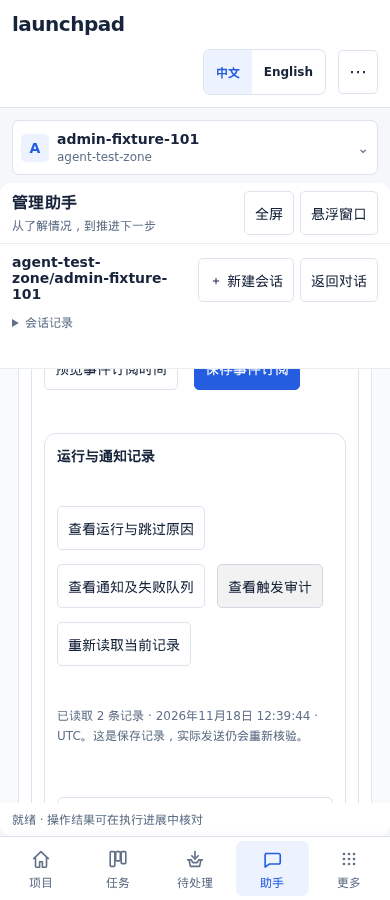 launchpad
中文 English ···
A admin-fixture-101
agent-test-zone
管理助手
从了解情况，到推进下一步
全屏 悬浮窗口
agent-test-
zone/admin-fixture-
101
＋ 新建会话 返回对话
▶ 会话记录
预览事件订阅时间 保存事件订阅
运行与通知记录
查看运行与跳过原因
查看通知及失败队列 查看触发审计
重新读取当前记录
已读取 2 条记录 · 2026年11月18日 12:39:44 ·
UTC。这是保存记录，实际发送仍会重新核验。
就绪 · 操作结果可在执行进展中核对
项目 任务 待处理 助手 更多